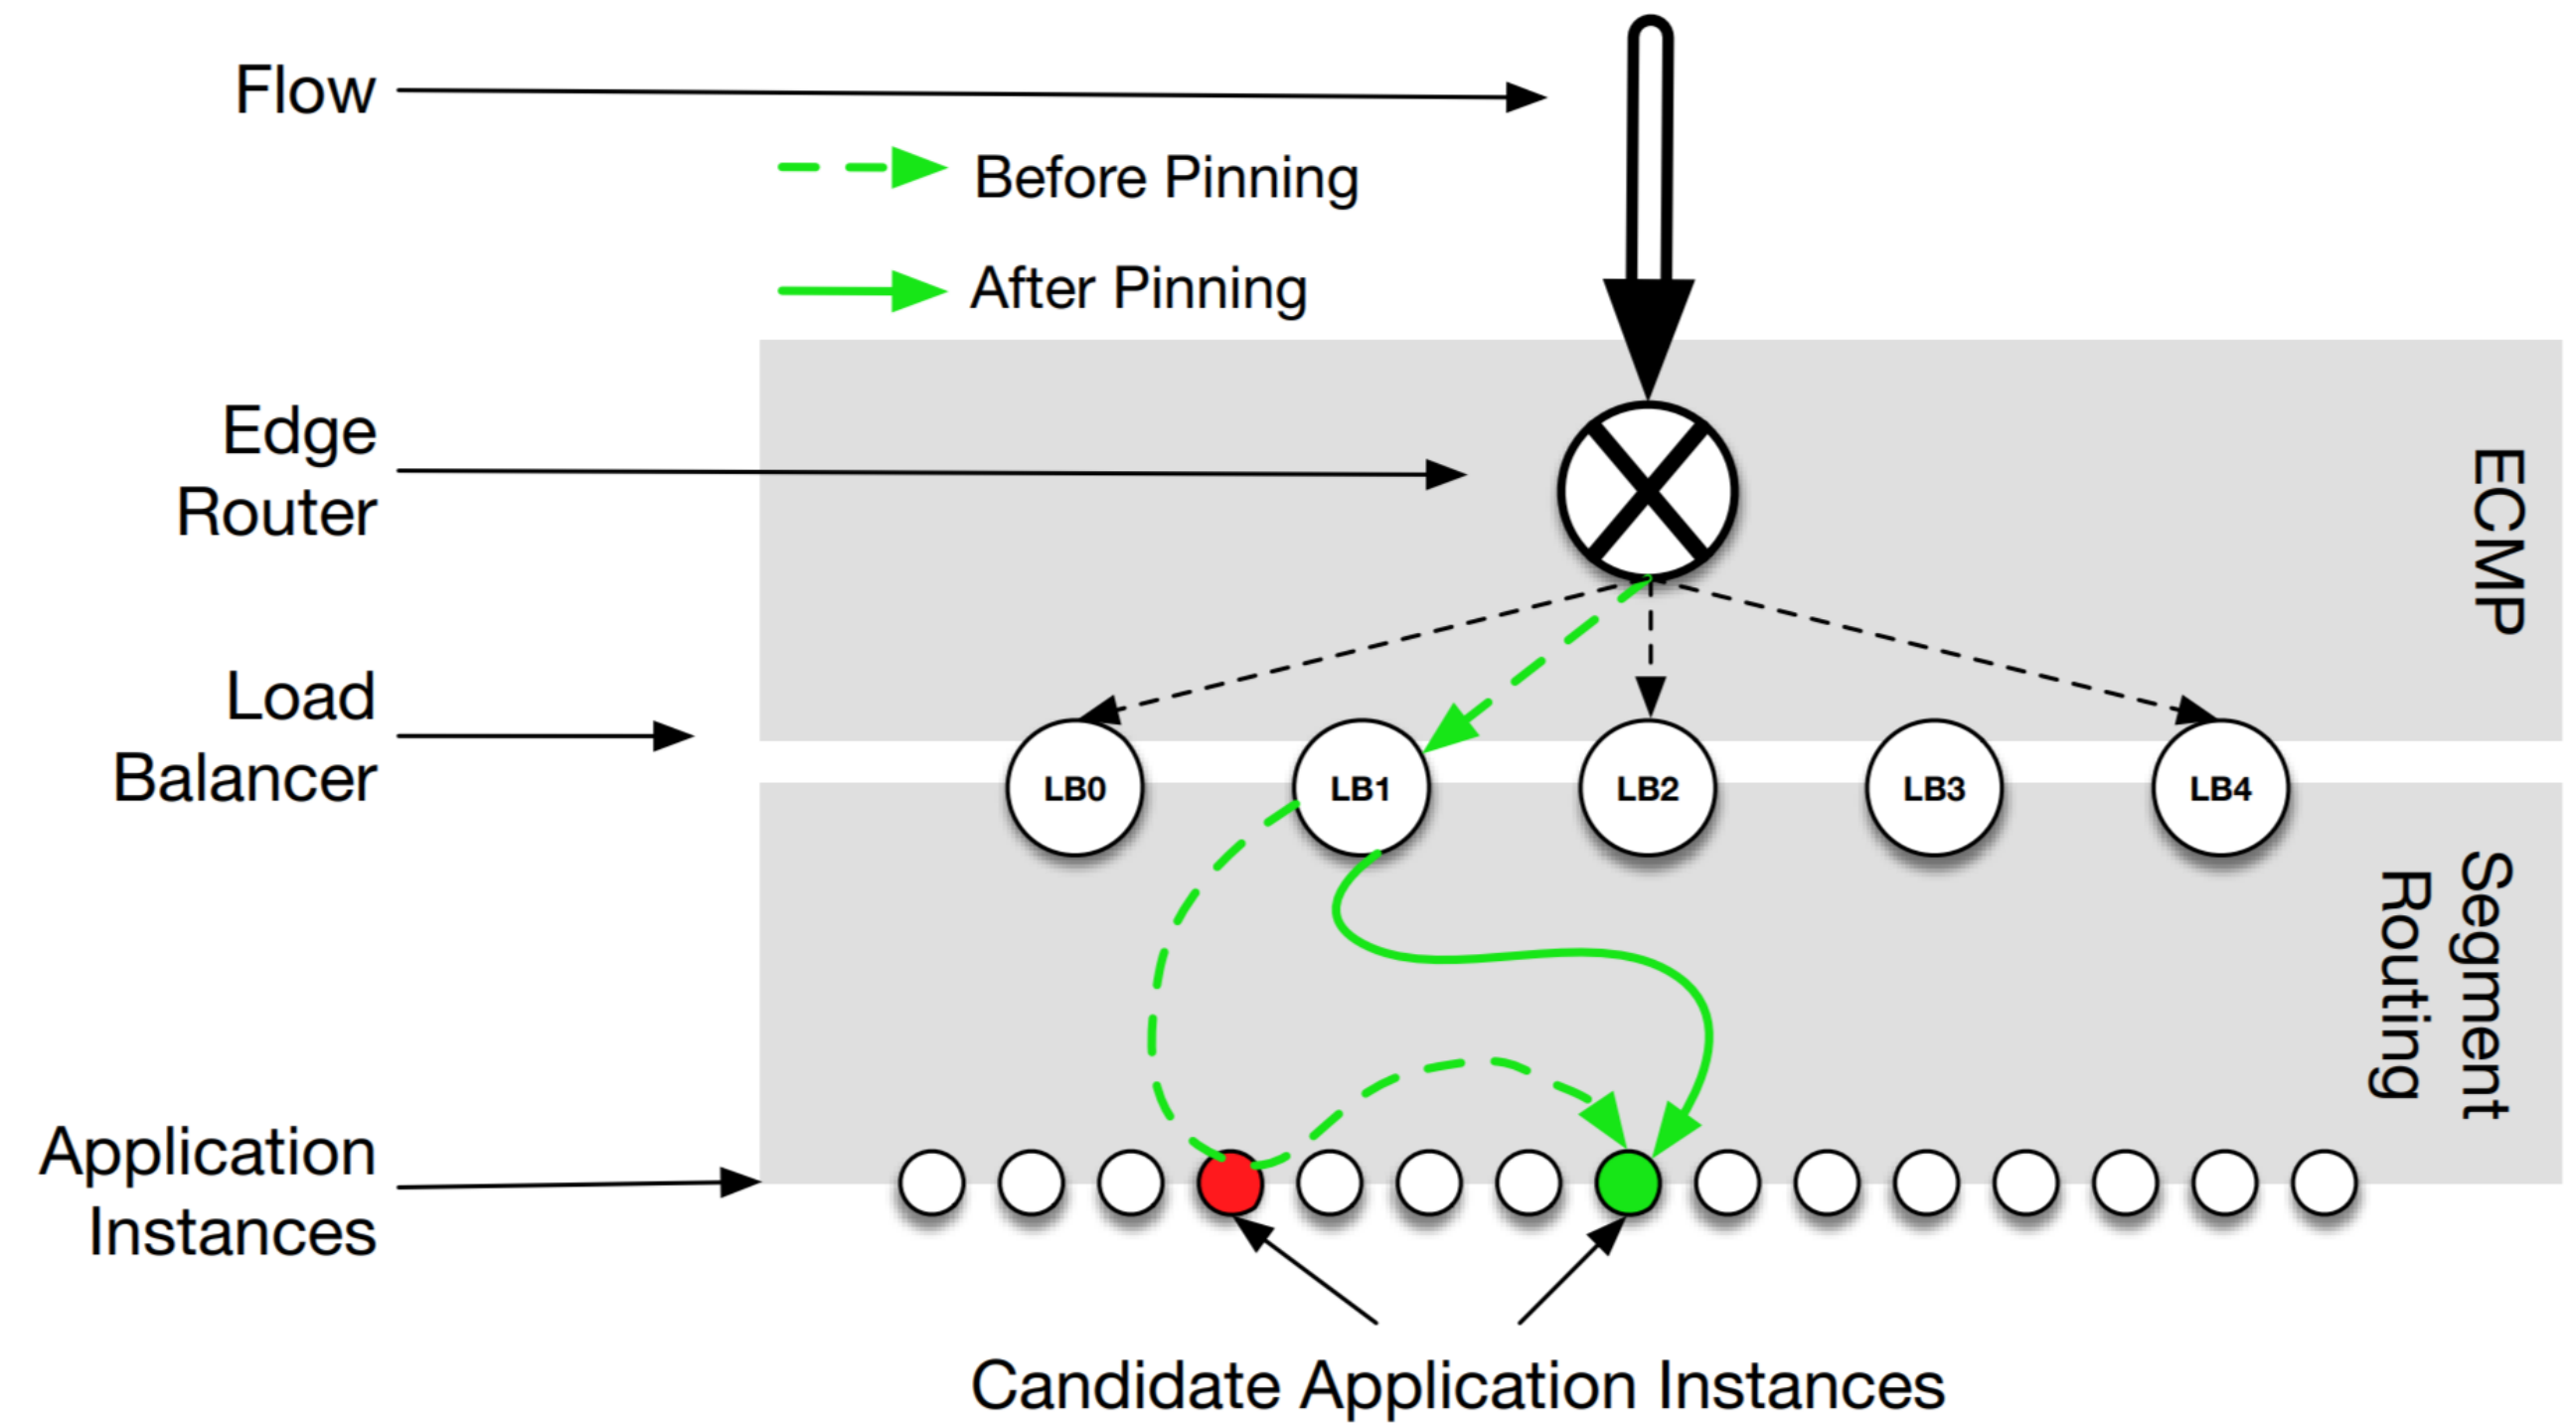 Flow
Before Pinning
After Pinning
Edge
Router
ECMP
Load
Balancer
LB0
LB1
LB2
LB3
LB4
Segment
Routing
Application
Instances
Candidate Application Instances